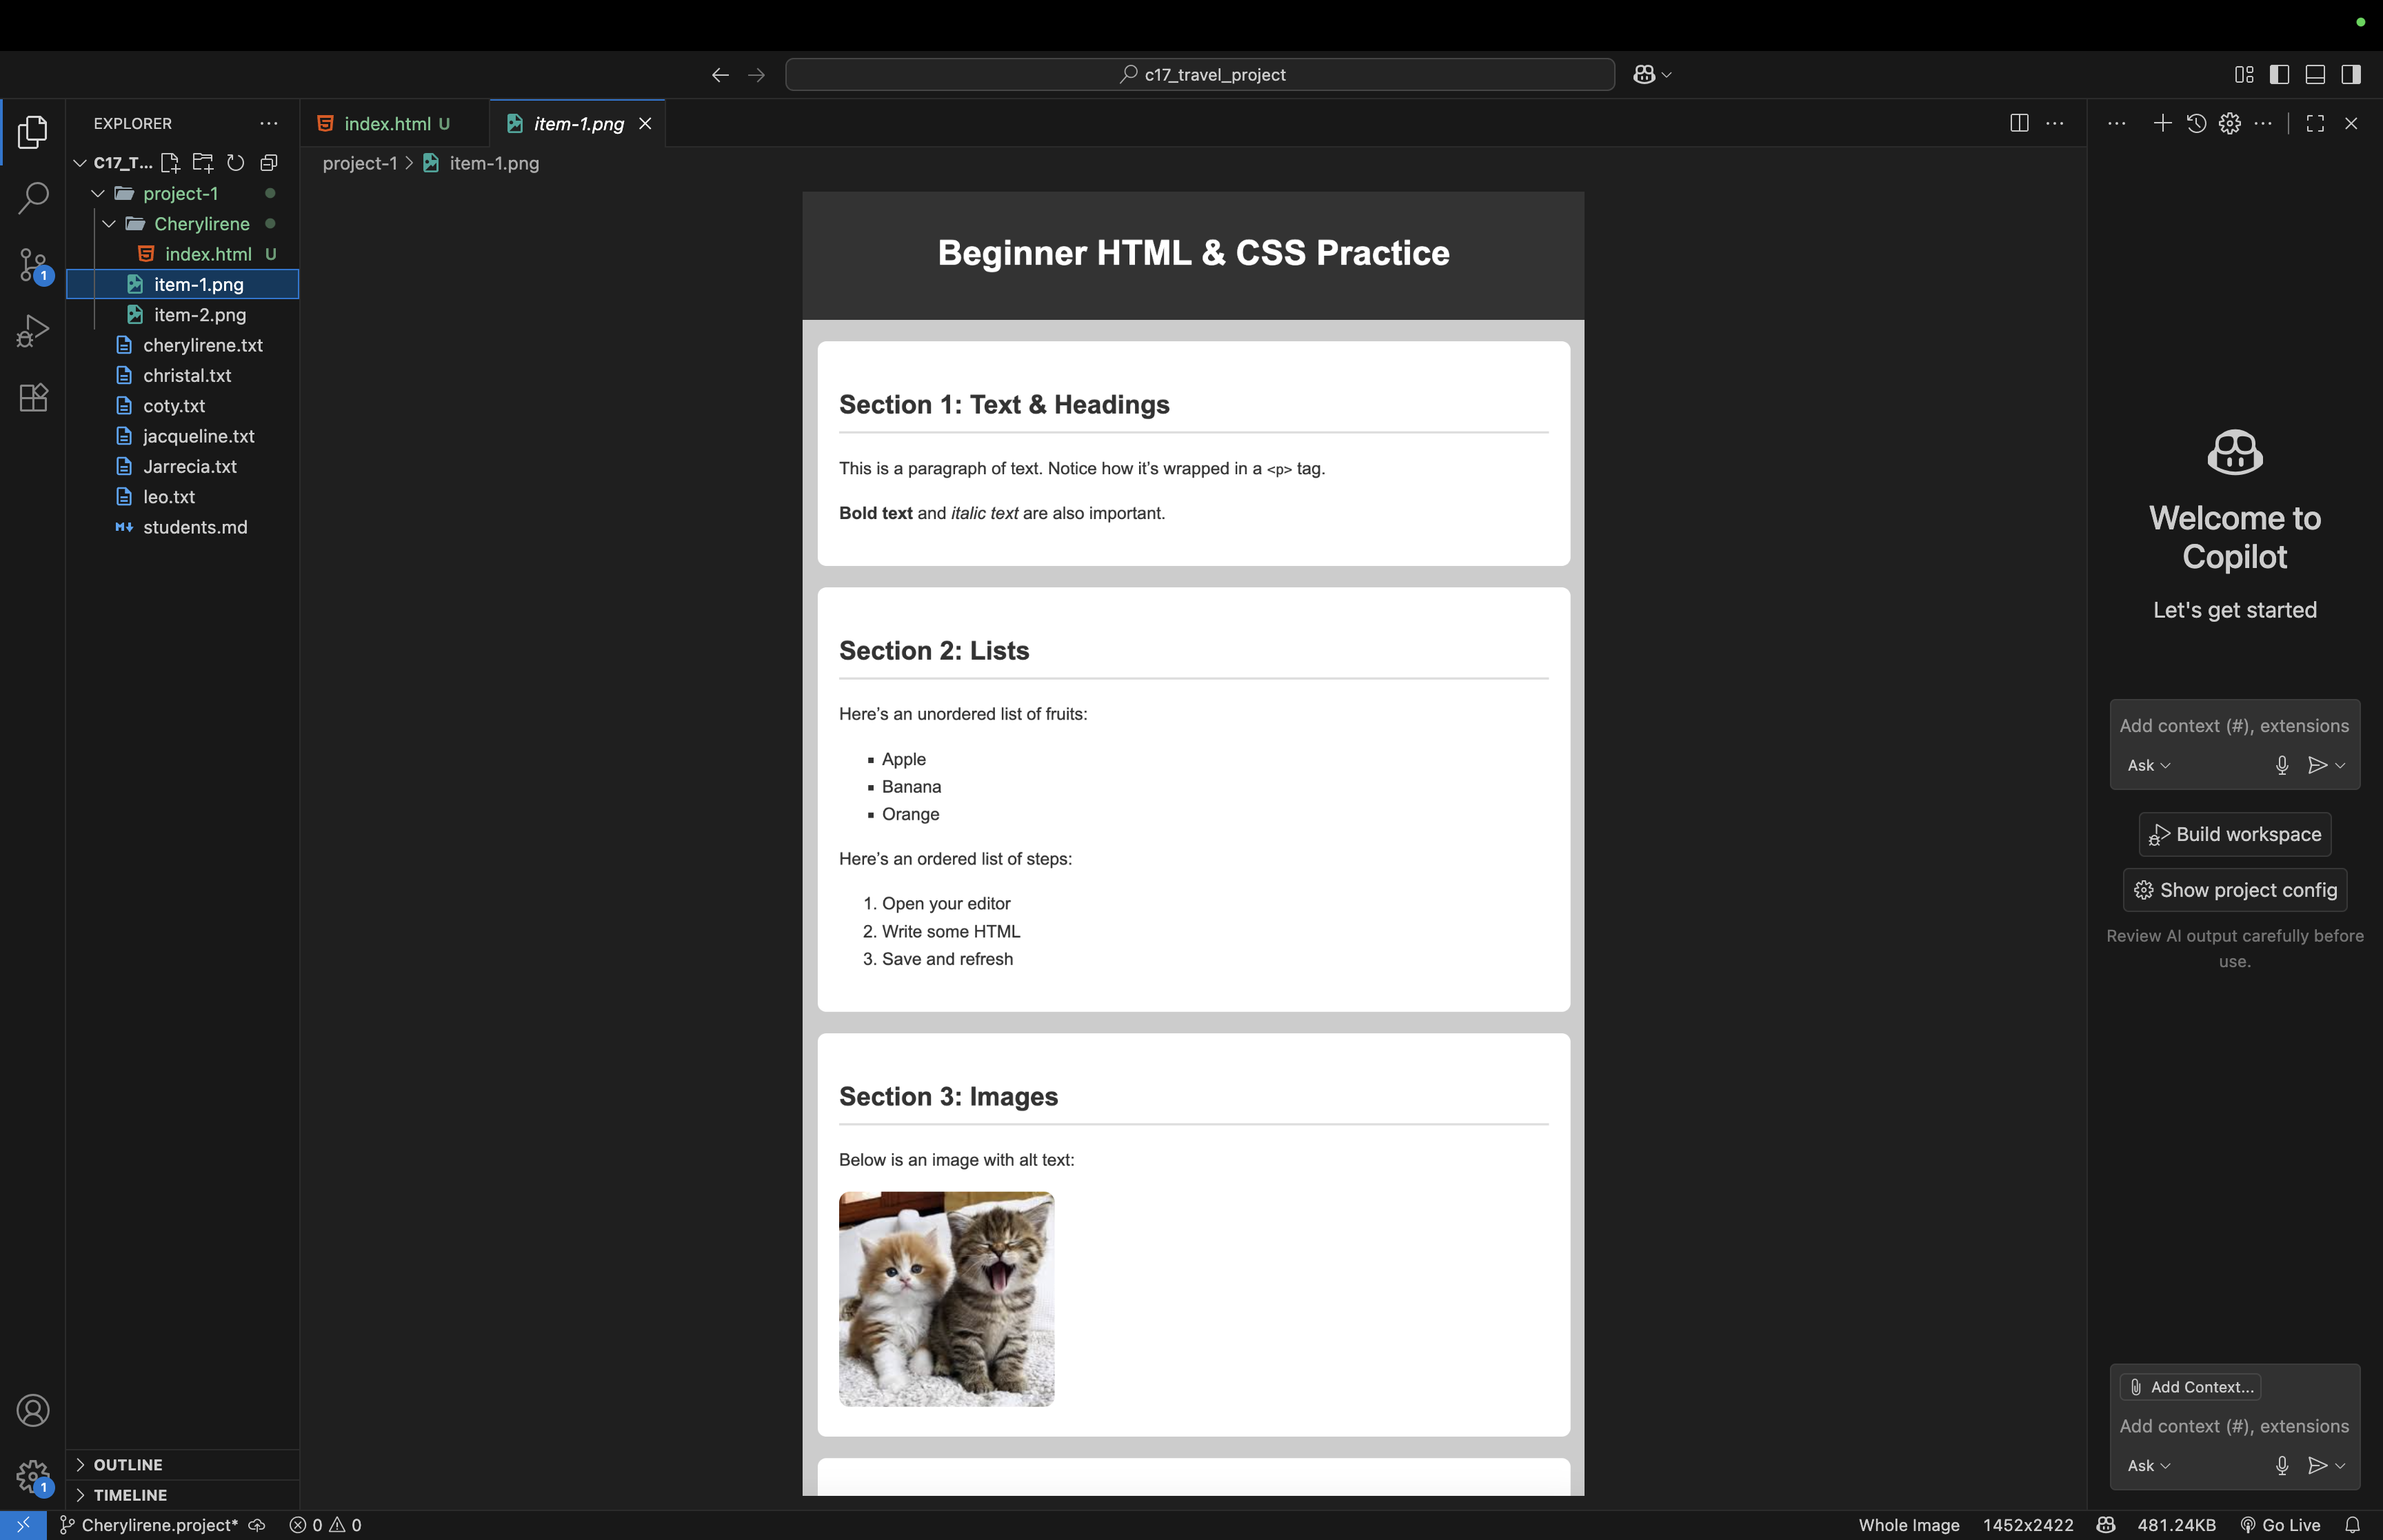 c17_travel_project
EXPLORER
C17_T...
project-1
Cherylirene
index.html U
item-1.png
item-2.png
cherylirene.txt
christal.txt
coty.txt
jacqueline.txt
Jarrecia.txt
leo.txt
students.md
OUTLINE
TIMELINE
index.html U
item-1.png
project-1 > item-1.png
Beginner HTML & CSS Practice
Section 1: Text & Headings
This is a paragraph of text. Notice how it’s wrapped in a <p> tag.
Bold text and italic text are also important.
Section 2: Lists
Here’s an unordered list of fruits:
Apple
Banana
Orange
Here’s an ordered list of steps:
1. Open your editor
2. Write some HTML
3. Save and refresh
Section 3: Images
Below is an image with alt text:
Welcome to
Copilot
Let's get started
Add context (#), extensions
Ask
Build workspace
Show project config
Review AI output carefully before
use.
Add Context...
Add context (#), extensions
Ask
1
1
Cherylirene.project* 0 0
Whole Image 1452x2422 481.24KB Go Live